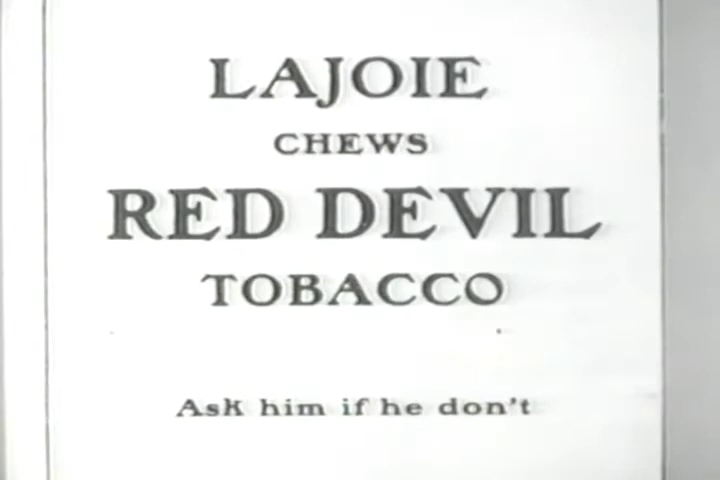 LAJOIE
CHEWS
RED DEVIL
TOBACCO
Ask him if he don't